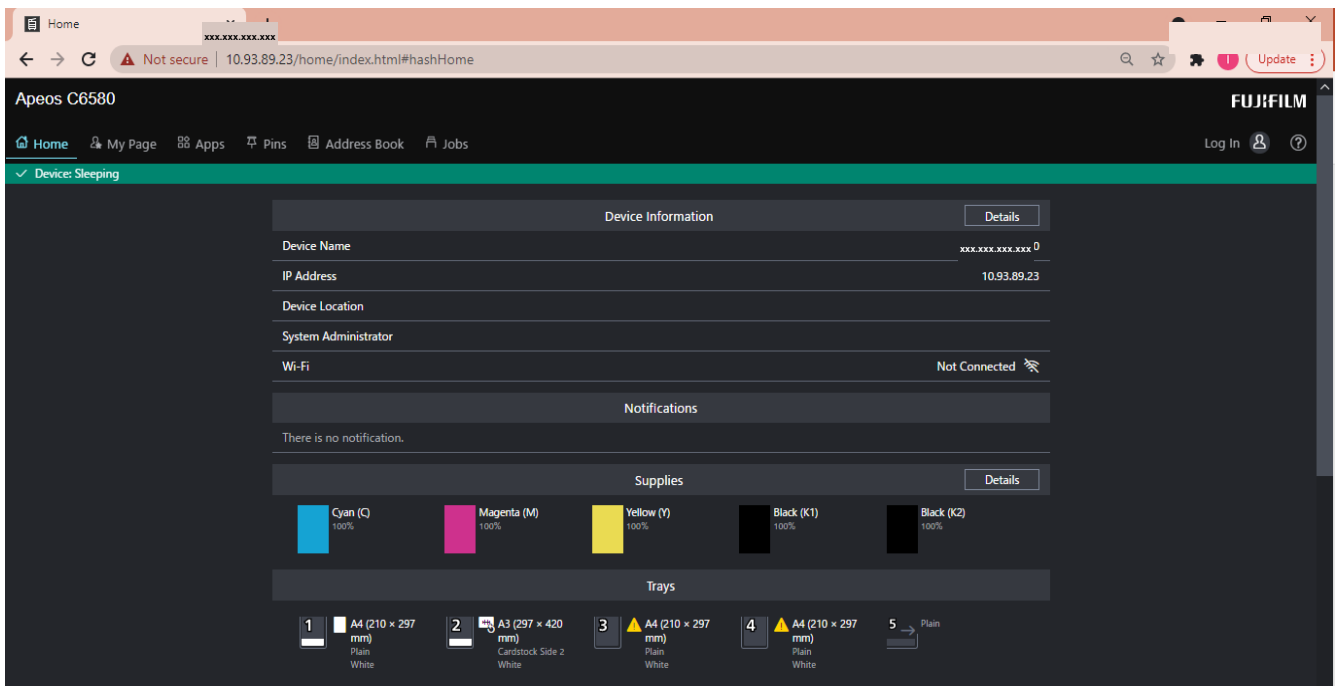 Home
xxx.xxx.xxx.xxx
Not secure 10.93.89.23/home/index.html#hashHome Update
Apeos C6580 FUJIFILM
Home My Page Apps Pins Address Book Jobs Log In
Device: Sleeping
Device Information Details
Device Name xxx.xxx.xxx.xxx 0
IP Address 10.93.89.23
Device Location
System Administrator
Wi-Fi Not Connected
Notifications
There is no notification.
Supplies Details
Cyan (C) Magenta (M) Yellow (Y) Black (K1) Black (K2)
100% 100% 100% 100% 100%
Trays
1 A4 (210 × 297 2 A3 (297 × 420 3 A4 (210 × 297 4 A4 (210 × 297 5 Plain
mm) mm) mm) mm)
Plain Cardstock Side 2 Plain Plain
White White White White